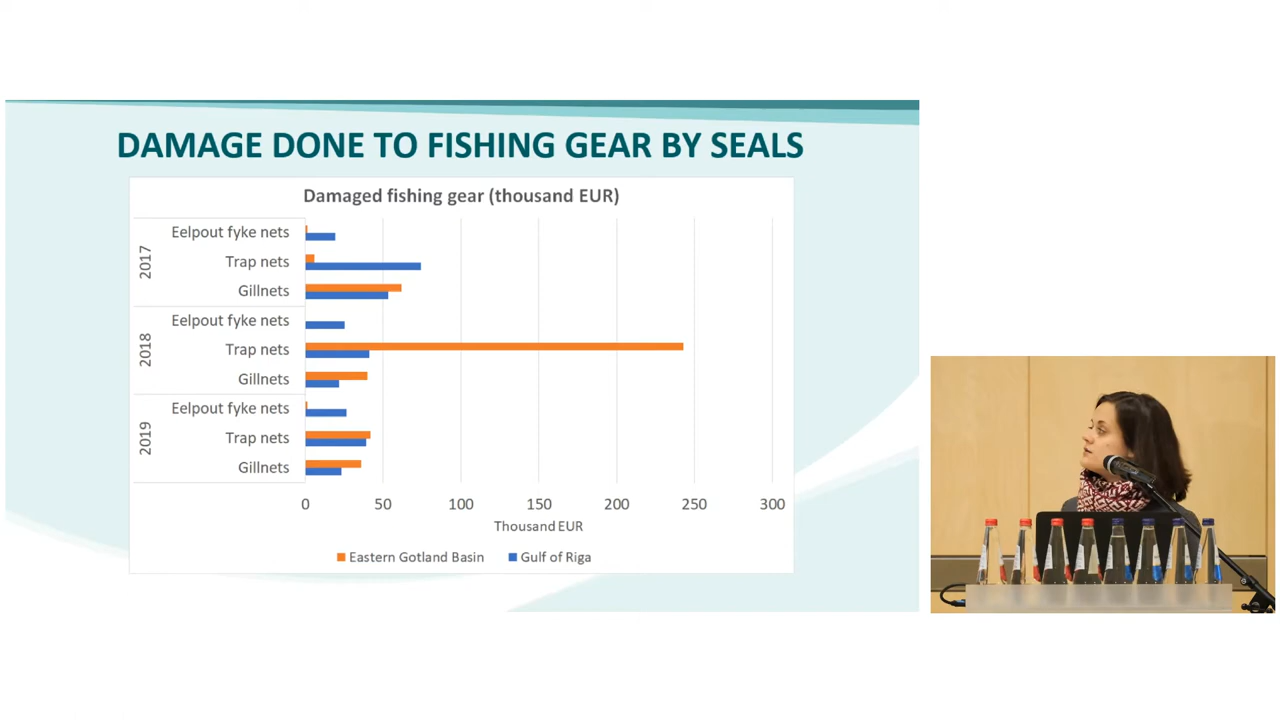 DAMAGE DONE TO FISHING GEAR BY SEALS
Damaged fishing gear (thousand EUR)
2017
Eelpout fyke nets
Trap nets
Gillnets
2018
Eelpout fyke nets
Trap nets
Gillnets
2019
Eelpout fyke nets
Trap nets
Gillnets
0 50 100 150 200 250 300
Thousand EUR
Eastern Gotland Basin Gulf of Riga